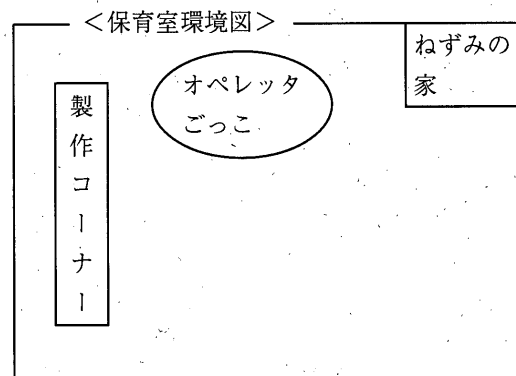 ＜保育室環境図＞
ねずみの
家
オペレッタ
ごっこ
製作コーナー